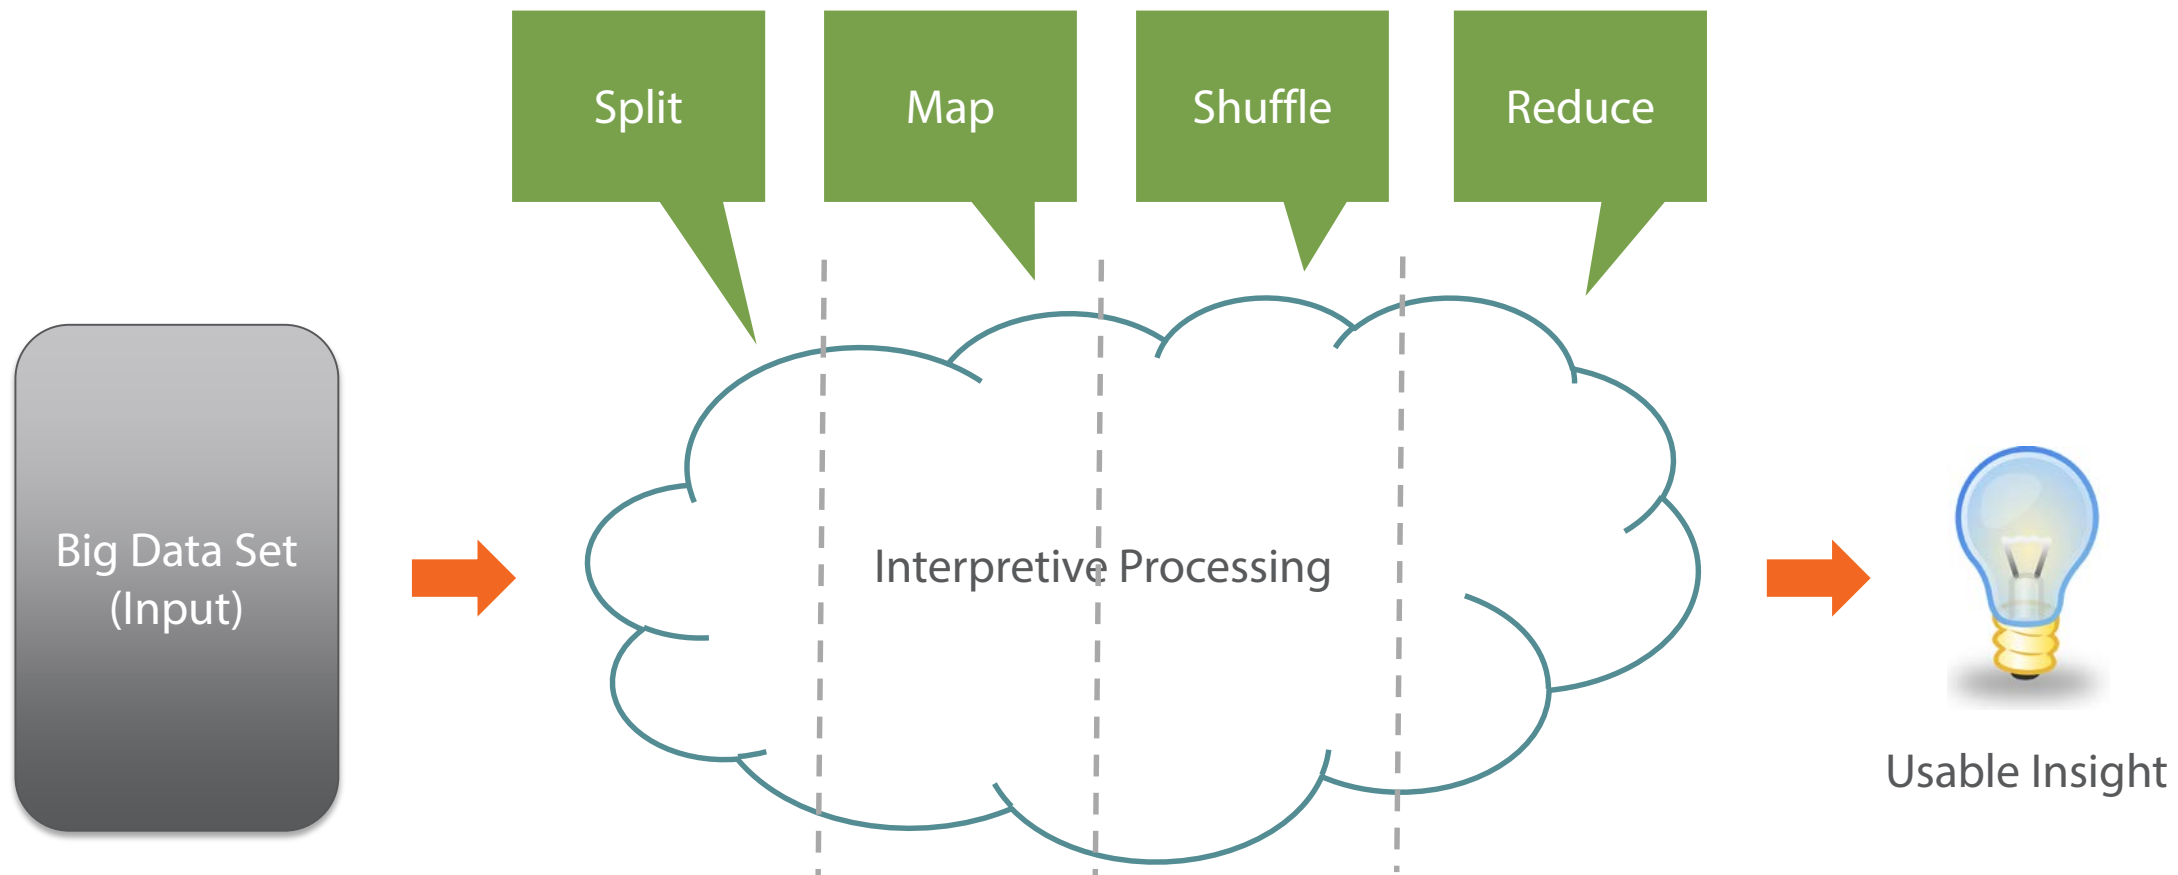 Split
Map
Shuffle
Reduce
Big Data Set
(Input)
Interpretive Processing
Usable Insight